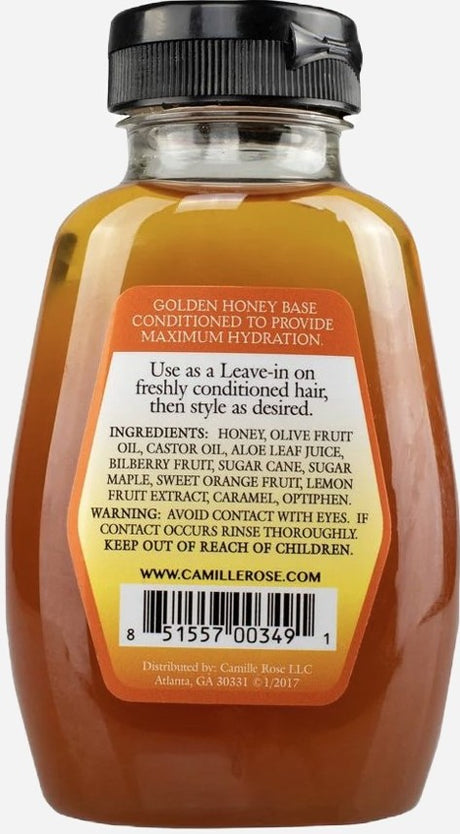 GOLDEN HONEY BASE
CONDITIONED TO PROVIDE
MAXIMUM HYDRATION.
Use as a Leave-in on
freshly conditioned hair,
then style as desired.
INGREDIENTS: HONEY, OLIVE FRUIT
OIL, CASTOR OIL, ALOE LEAF JUICE,
BILBERRY FRUIT, SUGAR CANE, SUGAR
MAPLE, SWEET ORANGE FRUIT, LEMON
FRUIT EXTRACT, CARAMEL, OPTIPHEN.
WARNING: AVOID CONTACT WITH EYES. IF
CONTACT OCCURS RINSE THOROUGHLY.
KEEP OUT OF REACH OF CHILDREN.
WWW.CAMILLEROSE.COM
8 51557 00349 1
Distributed by: Camille Rose LLC
Atlanta, GA 30331 ©1/2017